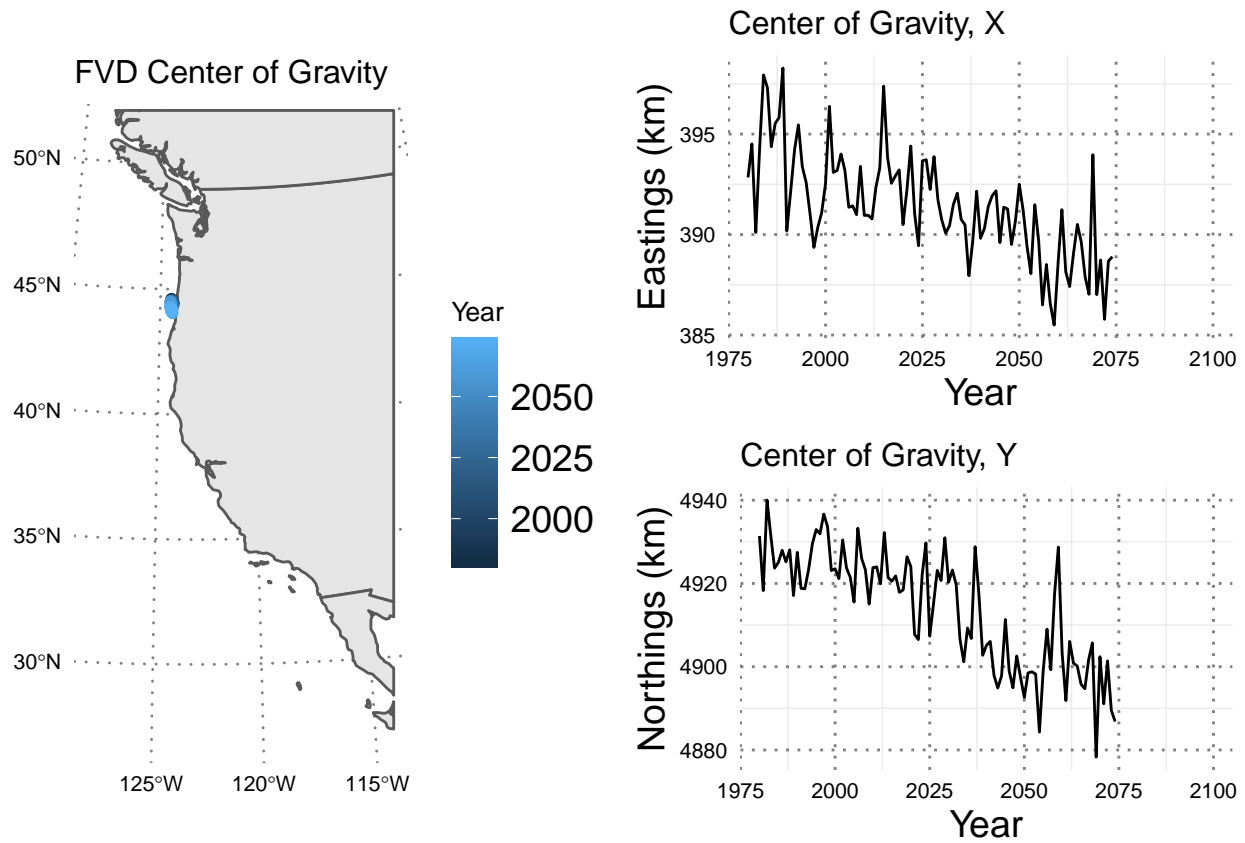 FVD Center of Gravity
50°N
45°N
40°N
35°N
30°N
125°W 120°W 115°W
Year
2050
2025
2000
Center of Gravity, X
Eastings (km)
395
390
385
1975 2000 2025 2050 2075 2100
Year
Center of Gravity, Y
Northings (km)
4940
4920
4900
4880
1975 2000 2025 2050 2075 2100
Year